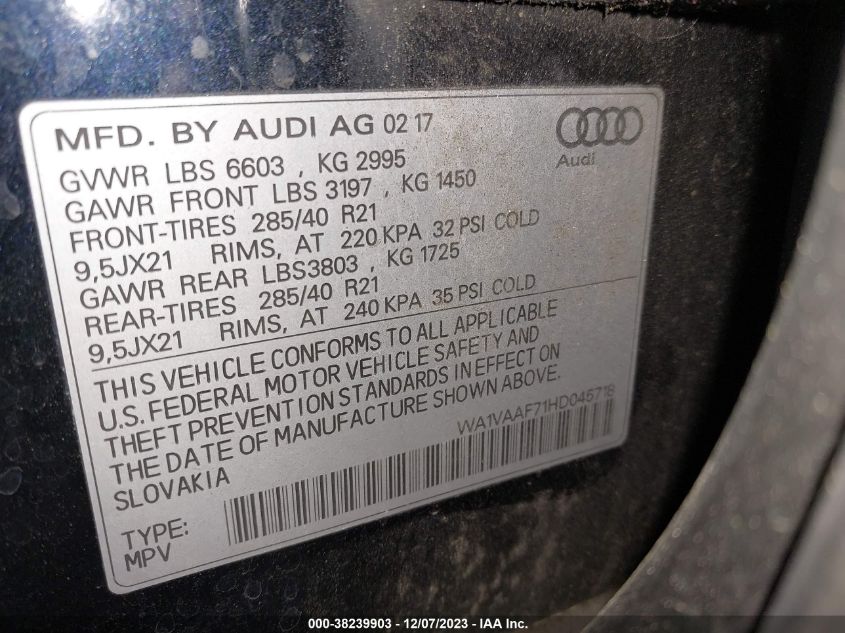 MFD. BY AUDI AG 02 17
Audi
GVWR LBS 6603 , KG 2995
GAWR FRONT LBS 3197 , KG 1450
FRONT-TIRES 285/40 R21
9,5JX21 RIMS, AT 220 KPA 32 PSI COLD
GAWR REAR LBS3803 , KG 1725
REAR-TIRES 285/40 R21
9,5JX21 RIMS, AT 240 KPA 35 PSI COLD
THIS VEHICLE CONFORMS TO ALL APPLICABLE
U.S. FEDERAL MOTOR VEHICLE SAFETY AND
THEFT PREVENTION STANDARDS IN EFFECT ON
THE DATE OF MANUFACTURE SHOWN ABOVE.
SLOVAKIA
WA1VAAF71HD045718
TYPE:
MPV
000-38239903 - 12/07/2023 - IAA Inc.